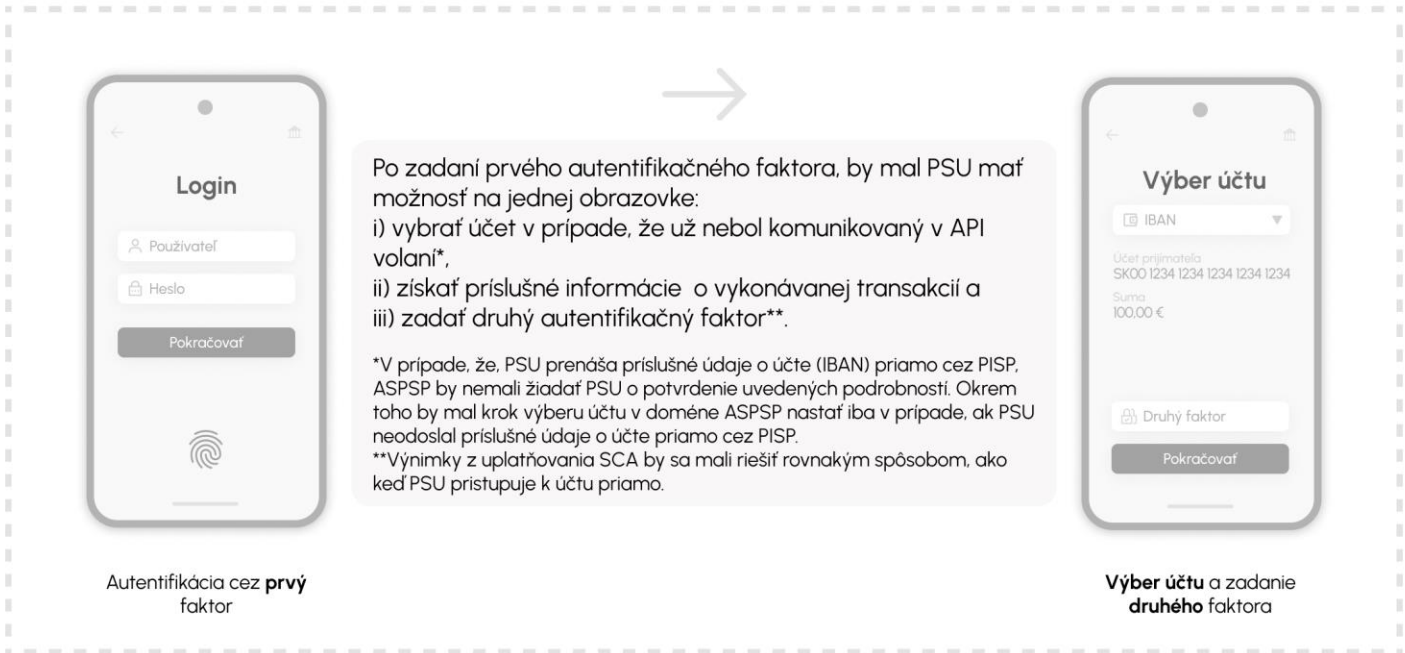 Login
Používateľ
Heslo
Pokračovať
Autentifikácia cez prvý
faktor
Po zadaní prvého autentifikačného faktora, by mal PSU mať
možnosť na jednej obrazovke:
i) vybrať účet v prípade, že už nebol komunikovaný v API
volaní*,
ii) získať príslušné informácie o vykonávanej transakcií a
iii) zadať druhý autentifikačný faktor**.
*V prípade, že, PSU prenáša príslušné údaje o účte (IBAN) priamo cez PISP,
ASPSP by nemali žiadať PSU o potvrdenie uvedených podrobností. Okrem
toho by mal krok výberu účtu v doméne ASPSP nastať iba v prípade, ak PSU
neodoslal príslušné údaje o účte priamo cez PISP.
**Výnimky z uplatňovania SCA by sa mali riešiť rovnakým spôsobom, ako
keď PSU pristupuje k účtu priamo.
Výber účtu
IBAN
Účet prijímateľa
SK00 1234 1234 1234 1234 1234
Suma
100,00 €
Druhý faktor
Pokračovať
Výber účtu a zadanie
druhého faktora